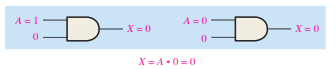 A = 1
0
X = 0
A = 0
0
X = 0
X = A • 0 = 0